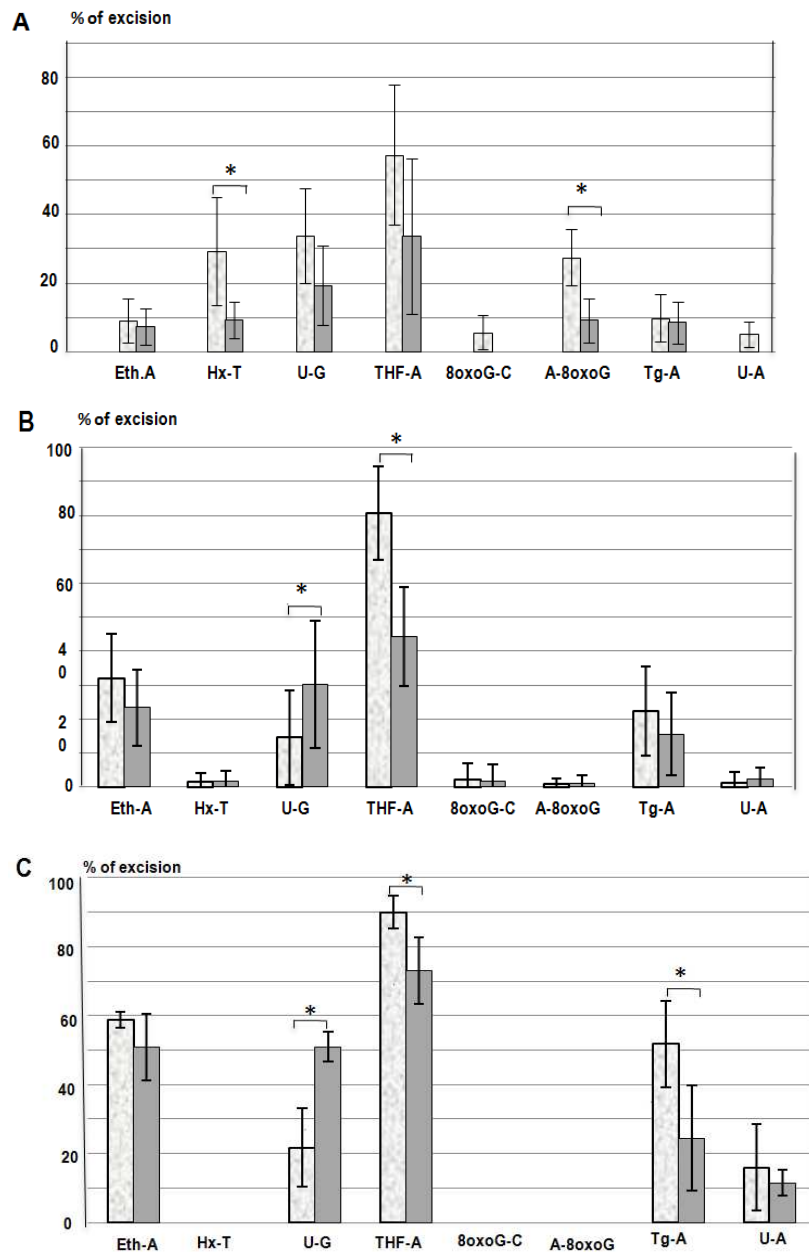 A
% of excision
80
60
40
20
0
*
*
Eth.A Hx-T U-G THF-A 8oxoG-C A-8oxoG Tg-A U-A
B
% of excision
100
80
60
4
0
2
0
0
*
*
Eth-A Hx-T U-G THF-A 8oxoG-C A-8oxoG Tg-A U-A
C
% of excision
100
80
60
40
20
0
*
*
*
Eth-A Hx-T U-G THF-A 8oxoG-C A-8oxoG Tg-A U-A